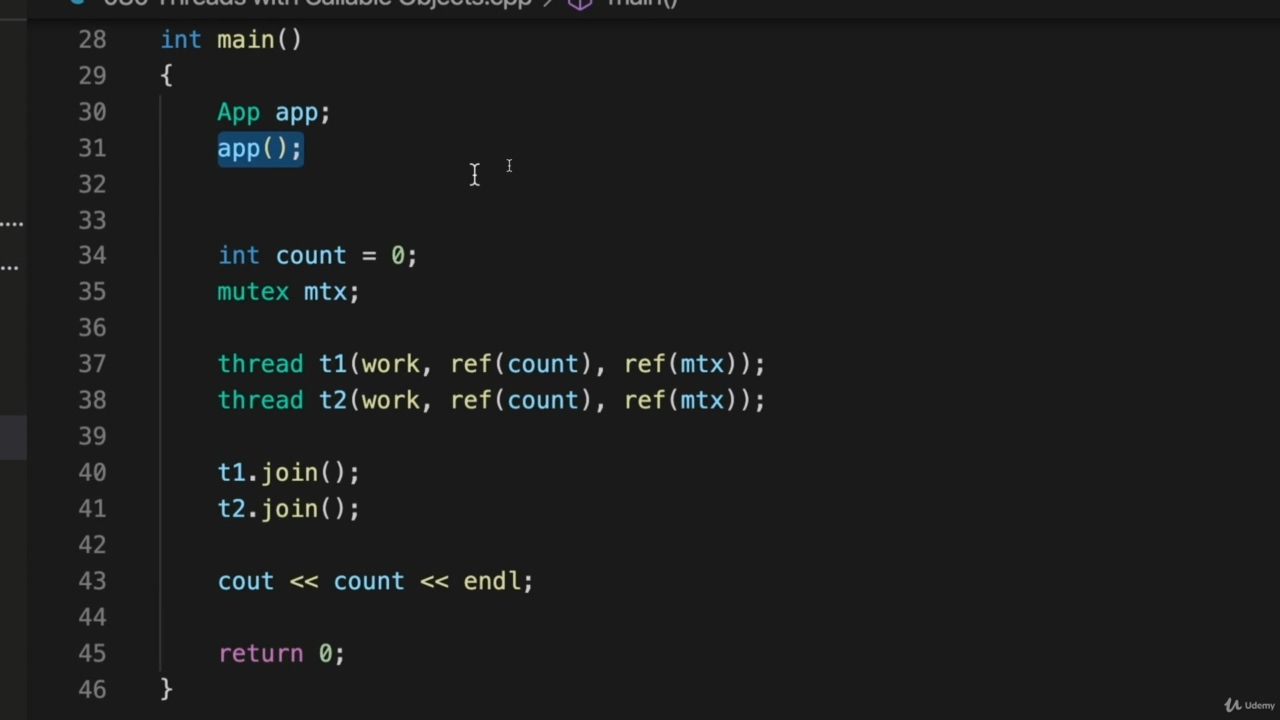 Threads with Callable Objects.cpp > main()
28 int main()
29 {
30 App app;
31 app();
32
33
34 int count = 0;
35 mutex mtx;
36
37 thread t1(work, ref(count), ref(mtx));
38 thread t2(work, ref(count), ref(mtx));
39
40 t1.join();
41 t2.join();
42
43 cout << count << endl;
44
45 return 0;
46 }
Udemy